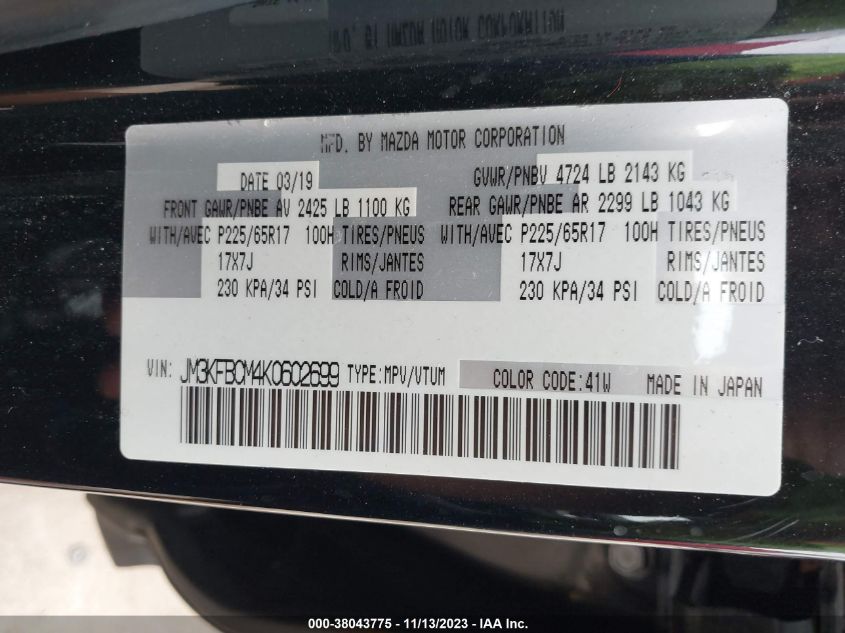 MFD. BY MAZDA MOTOR CORPORATION
DATE 03/19 GVWR/PNBV 4724 LB 2143 KG
FRONT GAWR/PNBE AV 2425 LB 1100 KG REAR GAWR/PNBE AR 2299 LB 1043 KG
WITH/AVEC P225/65R17 100H TIRES/PNEUS WITH/AVEC P225/65R17 100H TIRES/PNEUS
17X7J RIMS/JANTES 17X7J RIMS/JANTES
230 KPA/34 PSI COLD/A FROID 230 KPA/34 PSI COLD/A FROID
VIN: JM3KFBCM4K0602699 TYPE:MPV/VTUM COLOR CODE:41W MADE IN JAPAN
000-38043775 - 11/13/2023 - IAA Inc.